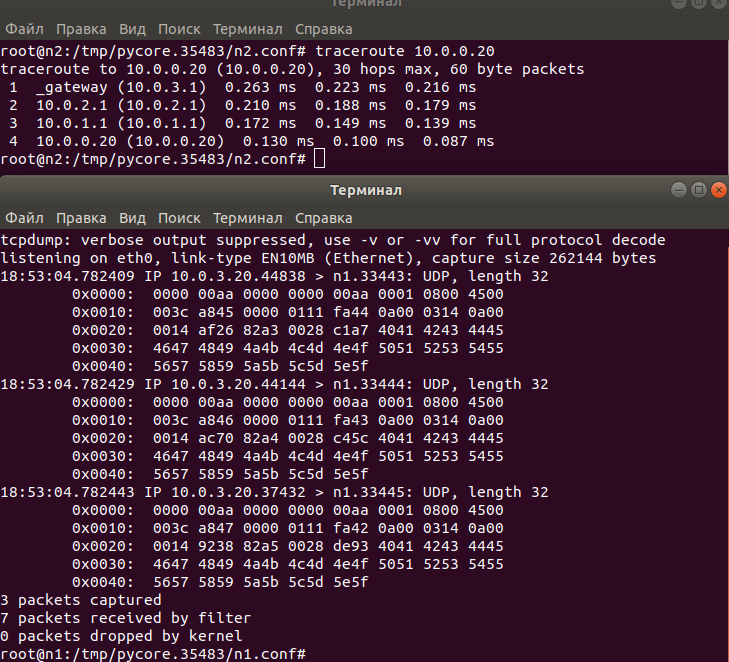 Терминал
Файл Правка Вид Поиск Терминал Справка
root@n2:/tmp/pycore.35483/n2.conf# traceroute 10.0.0.20
traceroute to 10.0.0.20 (10.0.0.20), 30 hops max, 60 byte packets
 1  _gateway (10.0.3.1)  0.263 ms  0.223 ms  0.216 ms
 2  10.0.2.1 (10.0.2.1)  0.210 ms  0.188 ms  0.179 ms
 3  10.0.1.1 (10.0.1.1)  0.172 ms  0.149 ms  0.139 ms
 4  10.0.0.20 (10.0.0.20)  0.130 ms  0.100 ms  0.087 ms
root@n2:/tmp/pycore.35483/n2.conf#
Терминал
Файл Правка Вид Поиск Терминал Справка
tcpdump: verbose output suppressed, use -v or -vv for full protocol decode
listening on eth0, link-type EN10MB (Ethernet), capture size 262144 bytes
18:53:04.782409 IP 10.0.3.20.44838 > n1.33443: UDP, length 32
        0x0000:  0000 00aa 0000 0000 00aa 0001 0800 4500
        0x0010:  003c a845 0000 0111 fa44 0a00 0314 0a00
        0x0020:  0014 af26 82a3 0028 c1a7 4041 4243 4445
        0x0030:  4647 4849 4a4b 4c4d 4e4f 5051 5253 5455
        0x0040:  5657 5859 5a5b 5c5d 5e5f
18:53:04.782429 IP 10.0.3.20.44144 > n1.33444: UDP, length 32
        0x0000:  0000 00aa 0000 0000 00aa 0001 0800 4500
        0x0010:  003c a846 0000 0111 fa43 0a00 0314 0a00
        0x0020:  0014 ac70 82a4 0028 c45c 4041 4243 4445
        0x0030:  4647 4849 4a4b 4c4d 4e4f 5051 5253 5455
        0x0040:  5657 5859 5a5b 5c5d 5e5f
18:53:04.782443 IP 10.0.3.20.37432 > n1.33445: UDP, length 32
        0x0000:  0000 00aa 0000 0000 00aa 0001 0800 4500
        0x0010:  003c a847 0000 0111 fa42 0a00 0314 0a00
        0x0020:  0014 9238 82a5 0028 de93 4041 4243 4445
        0x0030:  4647 4849 4a4b 4c4d 4e4f 5051 5253 5455
        0x0040:  5657 5859 5a5b 5c5d 5e5f
3 packets captured
7 packets received by filter
0 packets dropped by kernel
root@n1:/tmp/pycore.35483/n1.conf#